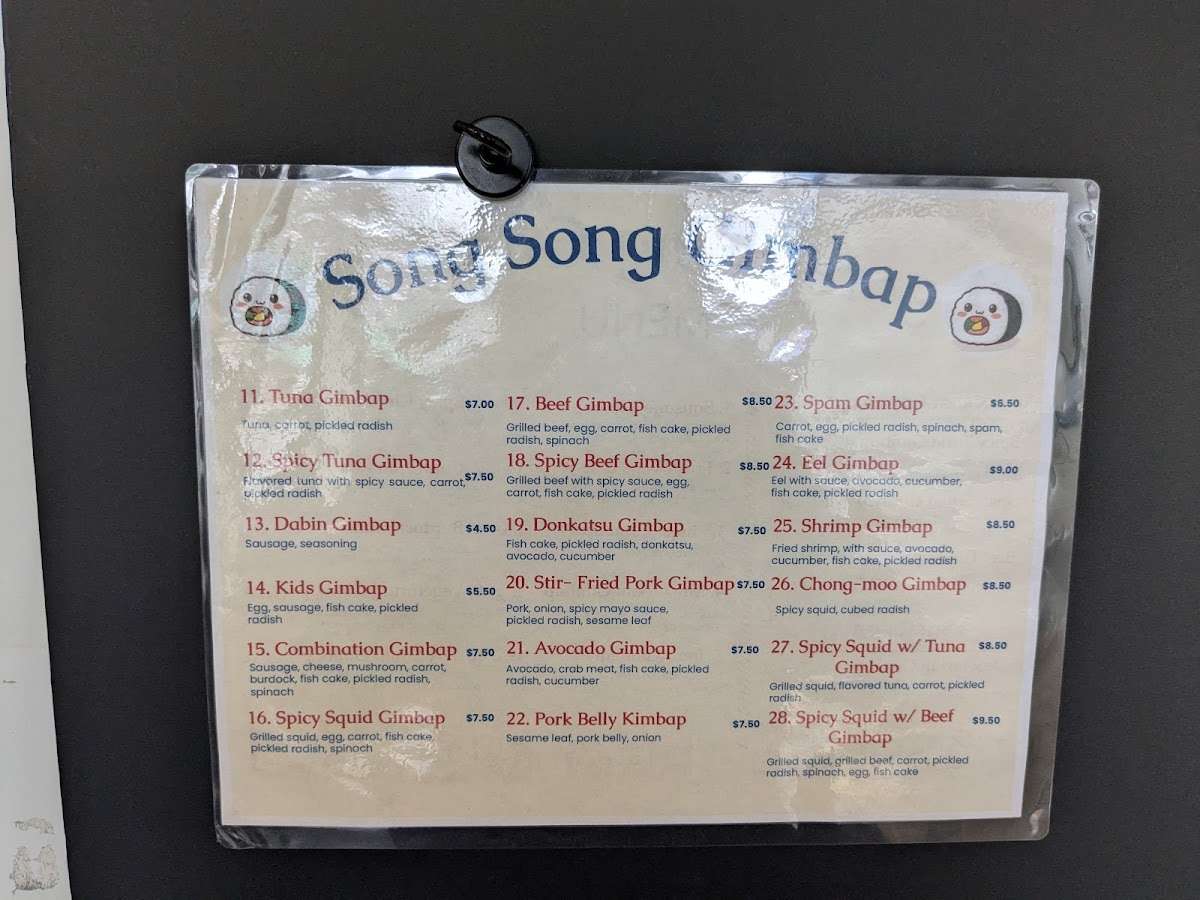 Song Song Gimbap
11. Tuna Gimbap $7.00
Tuna, carrot, pickled radish
12. Spicy Tuna Gimbap
Flavored tuna with spicy sauce, carrot, $7.50
pickled radish
13. Dabin Gimbap $4.50
Sausage, seasoning
14. Kids Gimbap $5.50
Egg, sausage, fish cake, pickled
radish
15. Combination Gimbap $7.50
Sausage, cheese, mushroom, carrot,
burdock, fish cake, pickled radish,
spinach
16. Spicy Squid Gimbap $7.50
Grilled squid, egg, carrot, fish cake,
pickled radish, spinach
17. Beef Gimbap $8.50
Grilled beef, egg, carrot, fish cake, pickled
radish, spinach
18. Spicy Beef Gimbap $8.50
Grilled beef with spicy sauce, egg,
carrot, fish cake, pickled radish
19. Donkatsu Gimbap $7.50
Fish cake, pickled radish, donkatsu,
avocado, cucumber
20. Stir- Fried Pork Gimbap $7.50
Pork, onion, spicy mayo sauce,
pickled radish, sesame leaf
21. Avocado Gimbap $7.50
Avocado, crab meat, fish cake, pickled
radish, cucumber
22. Pork Belly Kimbap $7.50
Sesame leaf, pork belly, onion
23. Spam Gimbap $6.50
Carrot, egg, pickled radish, spinach, spam,
fish cake
24. Eel Gimbap $9.00
Eel with sauce, avocado, cucumber,
fish cake, pickled radish
25. Shrimp Gimbap $8.50
Fried shrimp, with sauce, avocado,
cucumber, fish cake, pickled radish
26. Chong-moo Gimbap $8.50
Spicy squid, cubed radish
27. Spicy Squid w/ Tuna $8.50
Gimbap
Grilled squid, flavored tuna, carrot, pickled
radish
28. Spicy Squid w/ Beef $9.50
Gimbap
Grilled squid, grilled beef, carrot, pickled
radish, spinach, egg, fish cake